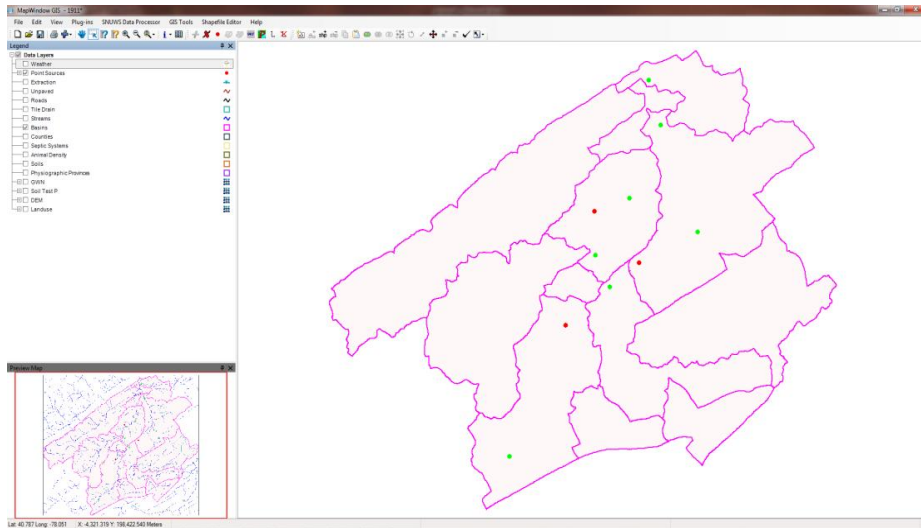 MapWindow GIS - 1911*
File Edit View Plug-ins SNUWS Data Processor GIS Tools Shapefile Editor Help
Legend
Data Layers
Weather
Point Sources
Extraction
Unpaved
Roads
Tile Drain
Streams
Basins
Counties
Septic Systems
Animal Density
Soils
Physiographic Provinces
GWN
Soil Test P
DEM
Landuse
Preview Map
Lat: 40.787 Long: -78.051 X: -4,321.319 Y: 198,422.540 Meters